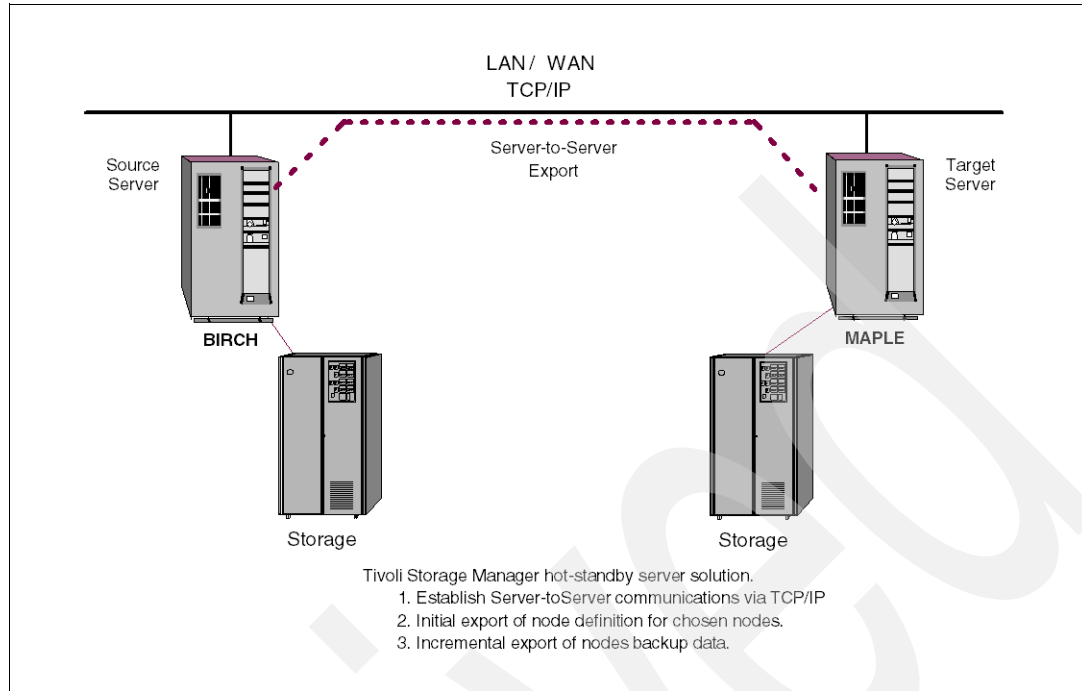 LAN / WAN
TCP/IP
Source
Server
Server-to-Server
Export
Target
Server
BIRCH
MAPLE
Storage
Storage
Tivoli Storage Manager hot-standby server solution.
1. Establish Server-toServer communications via TCP/IP
2. Initial export of node definition for chosen nodes.
3. Incremental export of nodes backup data.